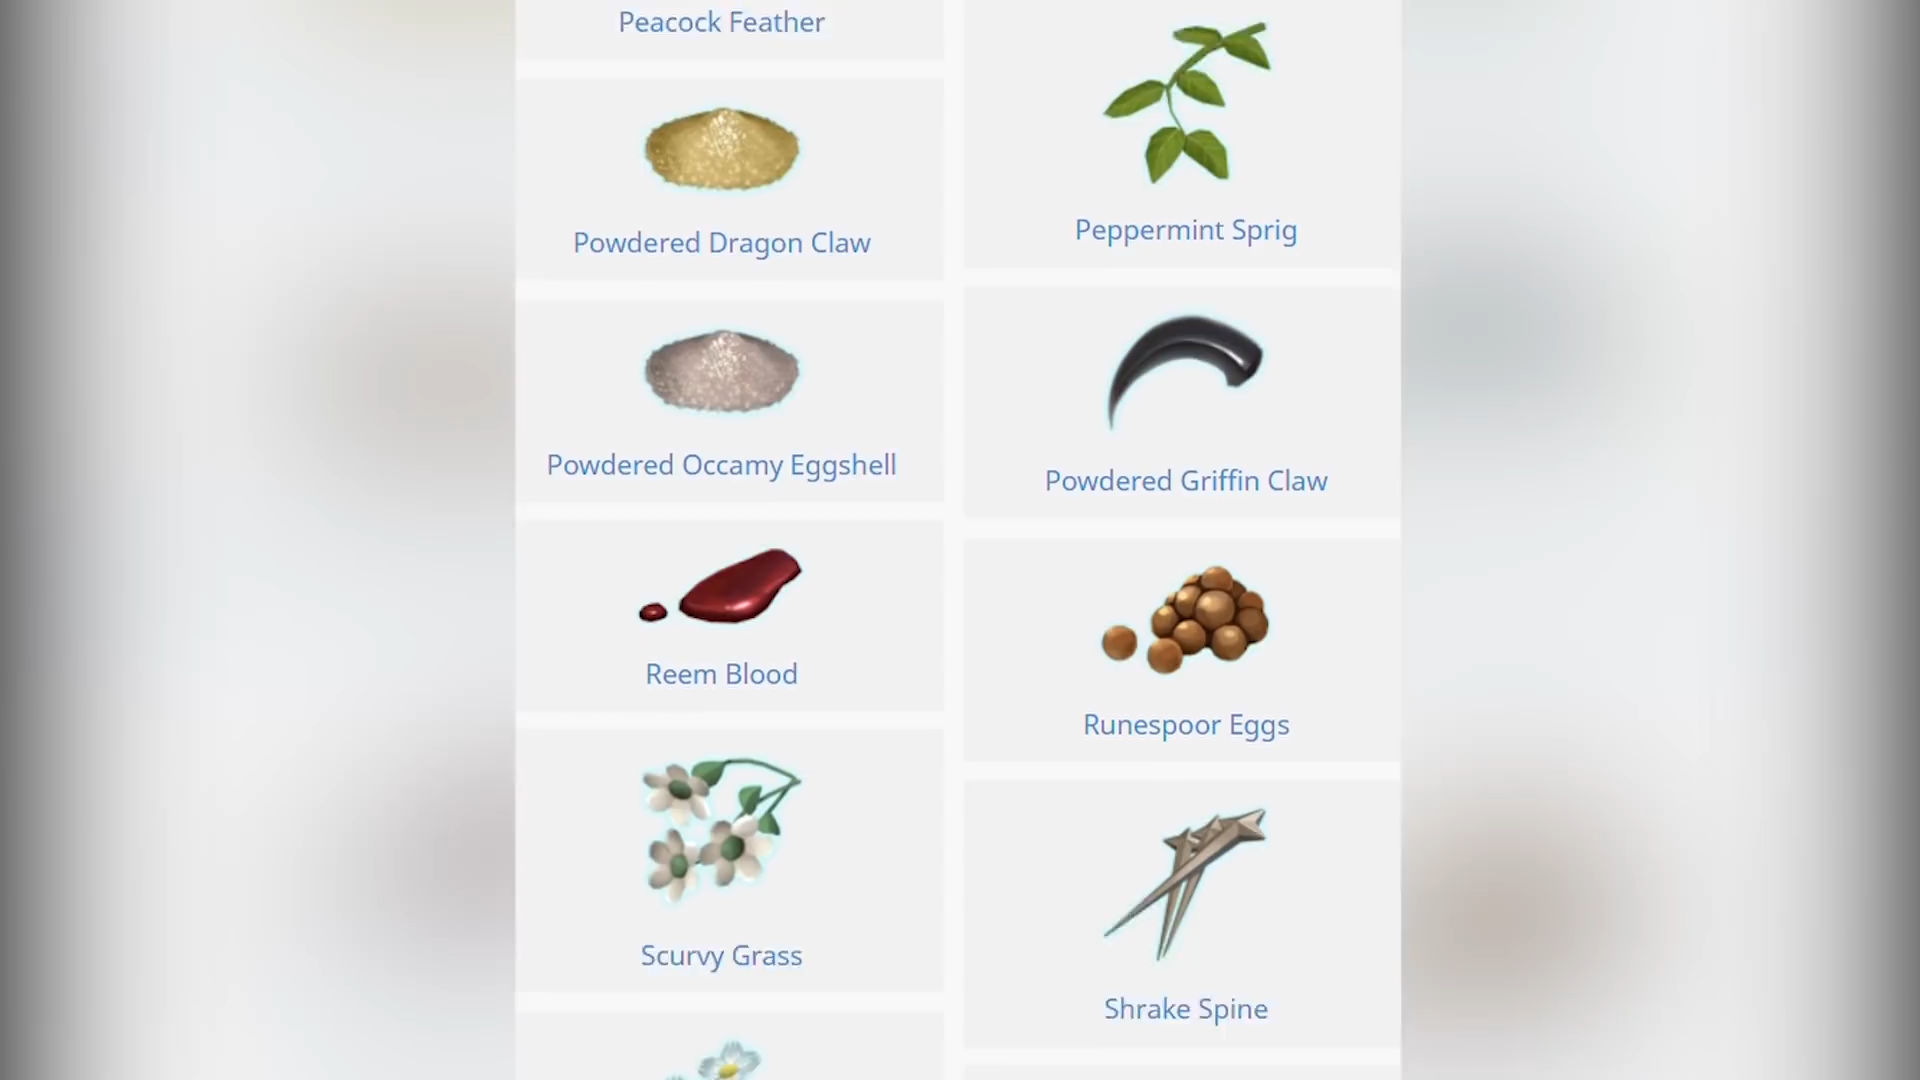 Peacock Feather
Peppermint Sprig
Powdered Dragon Claw
Powdered Occamy Eggshell
Powdered Griffin Claw
Reem Blood
Runespoor Eggs
Scurvy Grass
Shrake Spine